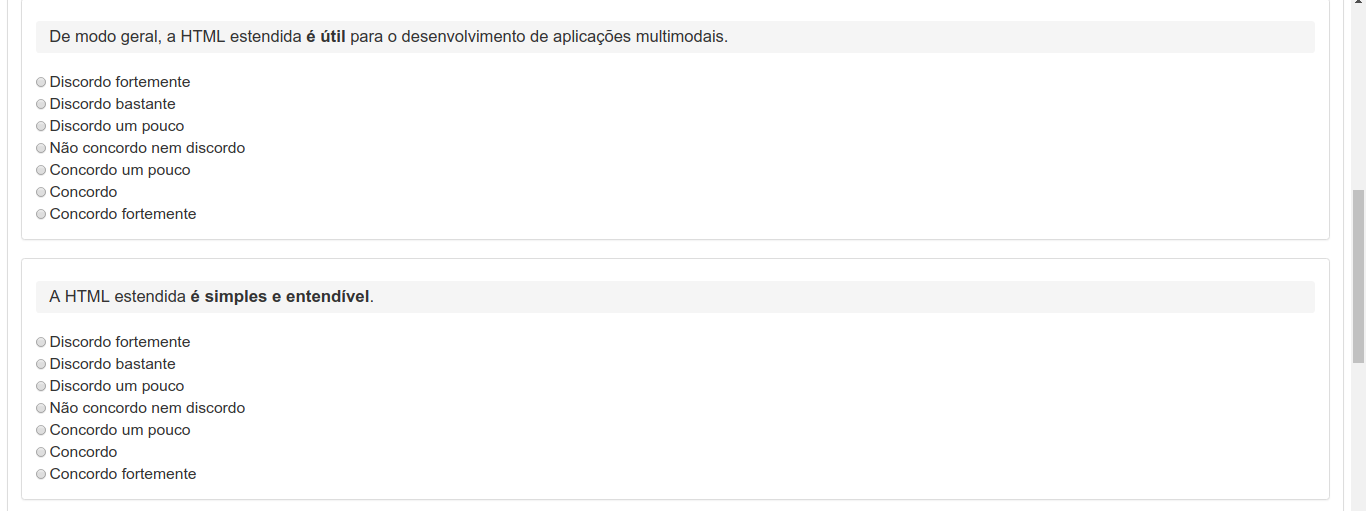 De modo geral, a HTML estendida é útil para o desenvolvimento de aplicações multimodais.
Discordo fortemente
Discordo bastante
Discordo um pouco
Não concordo nem discordo
Concordo um pouco
Concordo
Concordo fortemente
A HTML estendida é simples e entendível.
Discordo fortemente
Discordo bastante
Discordo um pouco
Não concordo nem discordo
Concordo um pouco
Concordo
Concordo fortemente